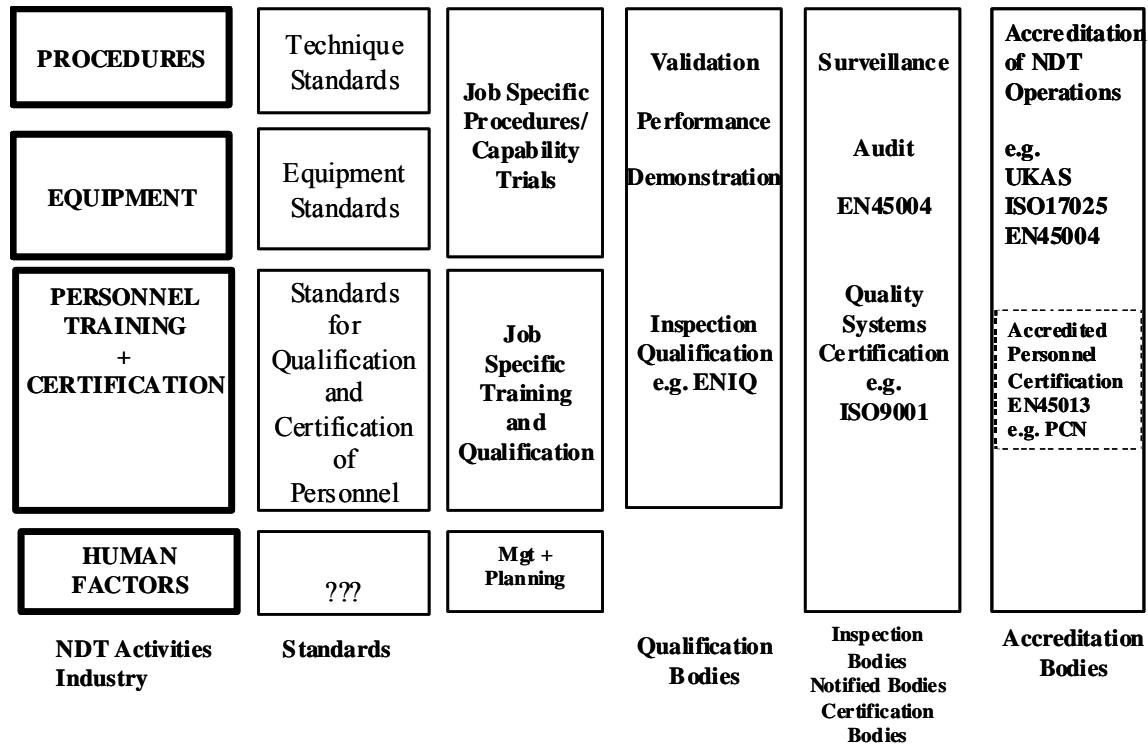 PROCEDURES
EQUIPMENT
PERSONNEL
TRAINING
+
CERTIFICATION
HUMAN
FACTORS
NDT Activities
Industry
Technique
Standards
Equipment
Standards
Standards
for
Qualification
and
Certification
of
Personnel
???
Standards
Job Specific
Procedures/
Capability
Trials
Job
Specific
Training
and
Qualification
Mgt +
Planning
Validation
Performance
Demonstration
Inspection
Qualification
e.g. ENIQ
Qualification
Bodies
Surveillance
Audit
EN45004
Quality
Systems
Certification
e.g.
ISO9001
Inspection
Bodies
Notified Bodies
Certification
Bodies
Accreditation
of NDT
Operations
e.g.
UKAS
ISO17025
EN45004
Accredited
Personnel
Certification
EN45013
e.g. PCN
Accreditation
Bodies